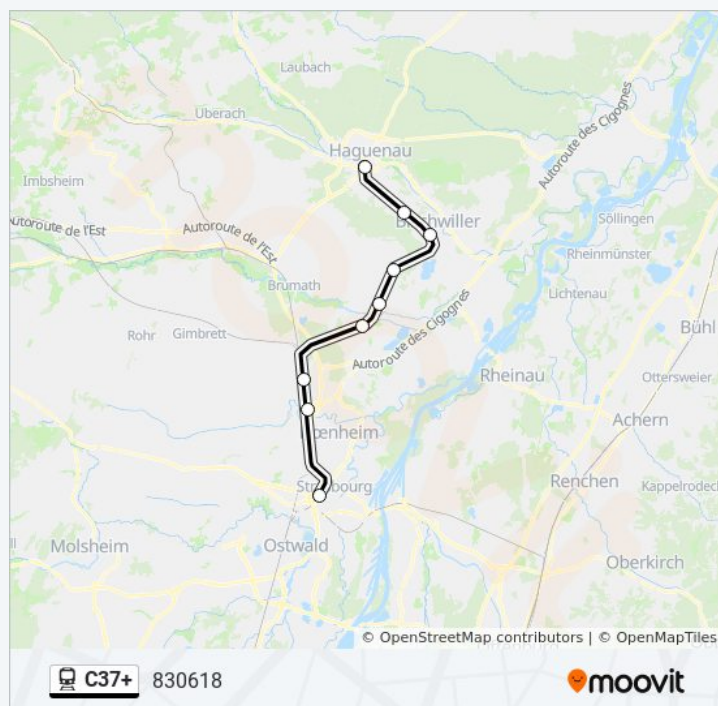 Laubach
Uberach
Haguenau
Imbsheim
Autoroute des Cigognes
Autoroute de l'Est
Autoroute de l'Est
Söllingen
Rheinmünster
Brumath
Lichtenau
Rohr
Gimbrett
Autoroute des Cigognes
Bühl
Rheinau
Ottersweier
Achern
Renchen
Kappelrodeck
Strasbourg
Molsheim
Ostwald
Oberkirch
© OpenStreetMap contributors | © OpenMapTiles
C37+ 830618 moovit